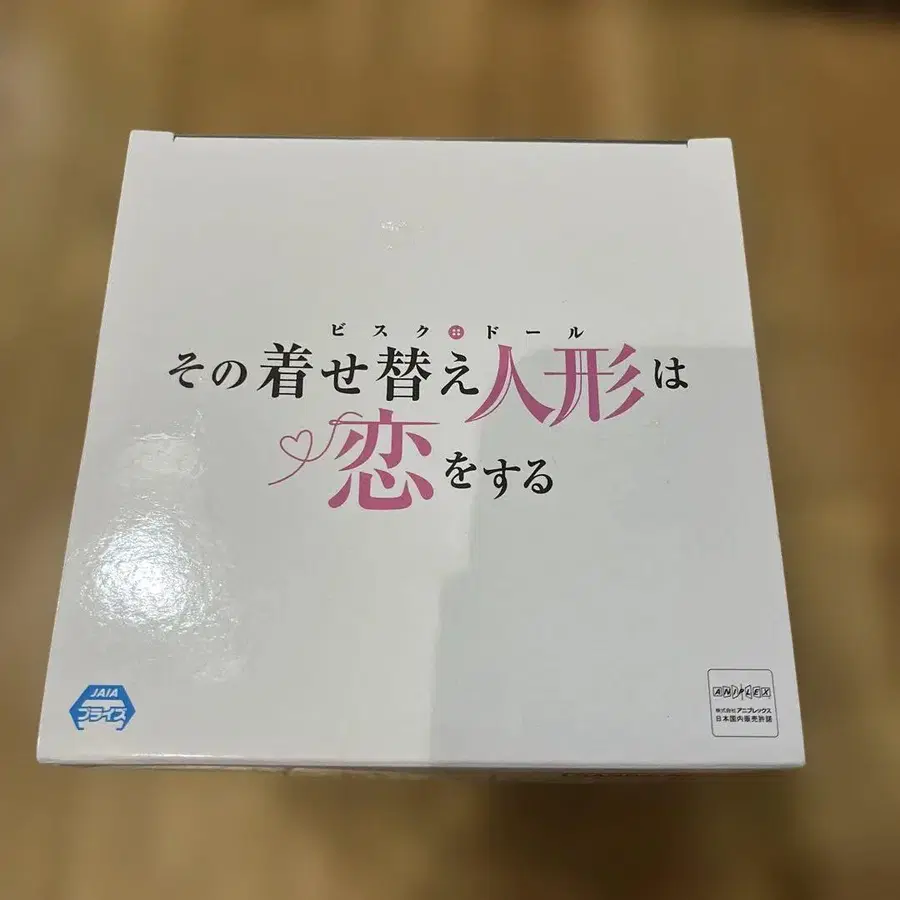 ビスク・ドール
その着せ替え人形は
恋をする
JAIA
プライズ
ANIPLEX
株式会社アニプレックス
日本国内販売許諾